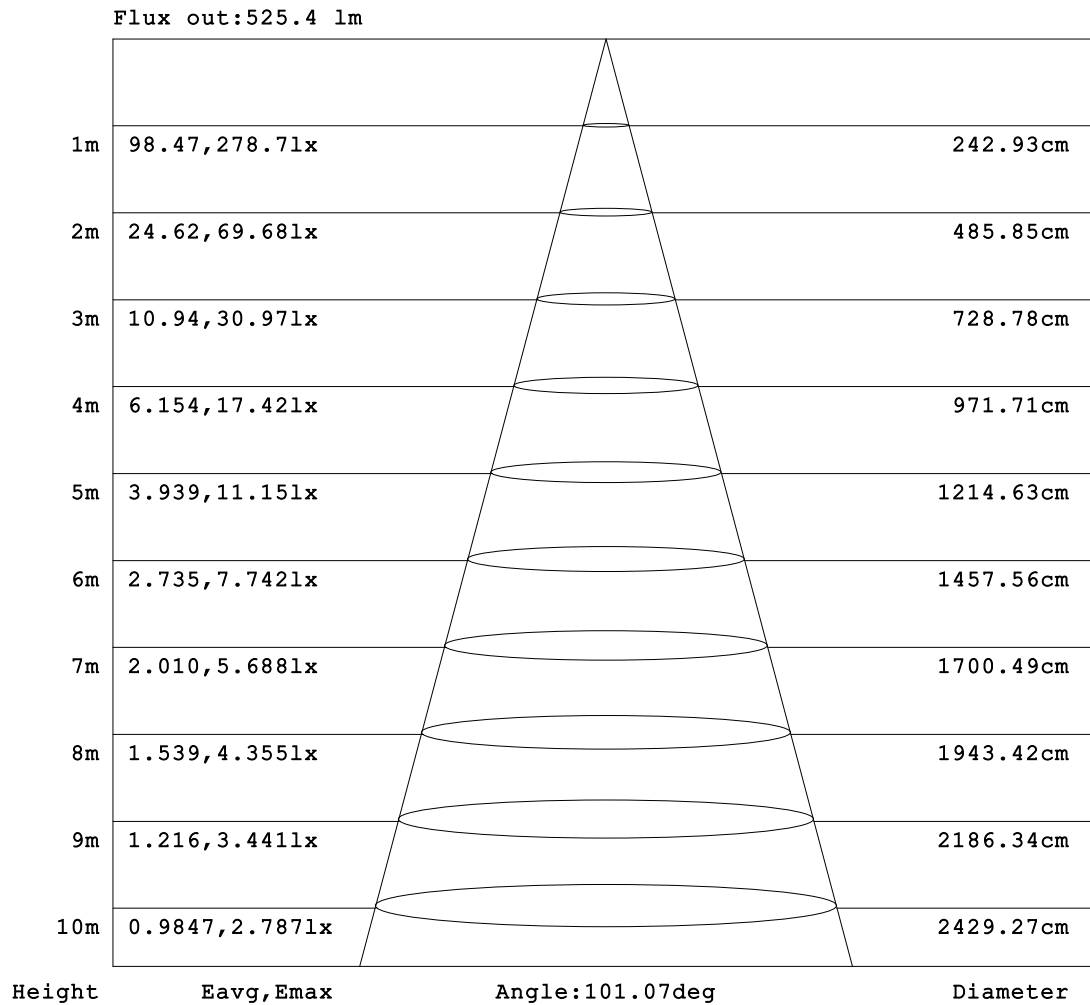 Flux out:525.4 lm
1m 98.47,278.7lx 242.93cm
2m 24.62,69.68lx 485.85cm
3m 10.94,30.97lx 728.78cm
4m 6.154,17.42lx 971.71cm
5m 3.939,11.15lx 1214.63cm
6m 2.735,7.742lx 1457.56cm
7m 2.010,5.688lx 1700.49cm
8m 1.539,4.355lx 1943.42cm
9m 1.216,3.441lx 2186.34cm
10m 0.9847,2.787lx 2429.27cm
Height Eavg,Emax Angle:101.07deg Diameter